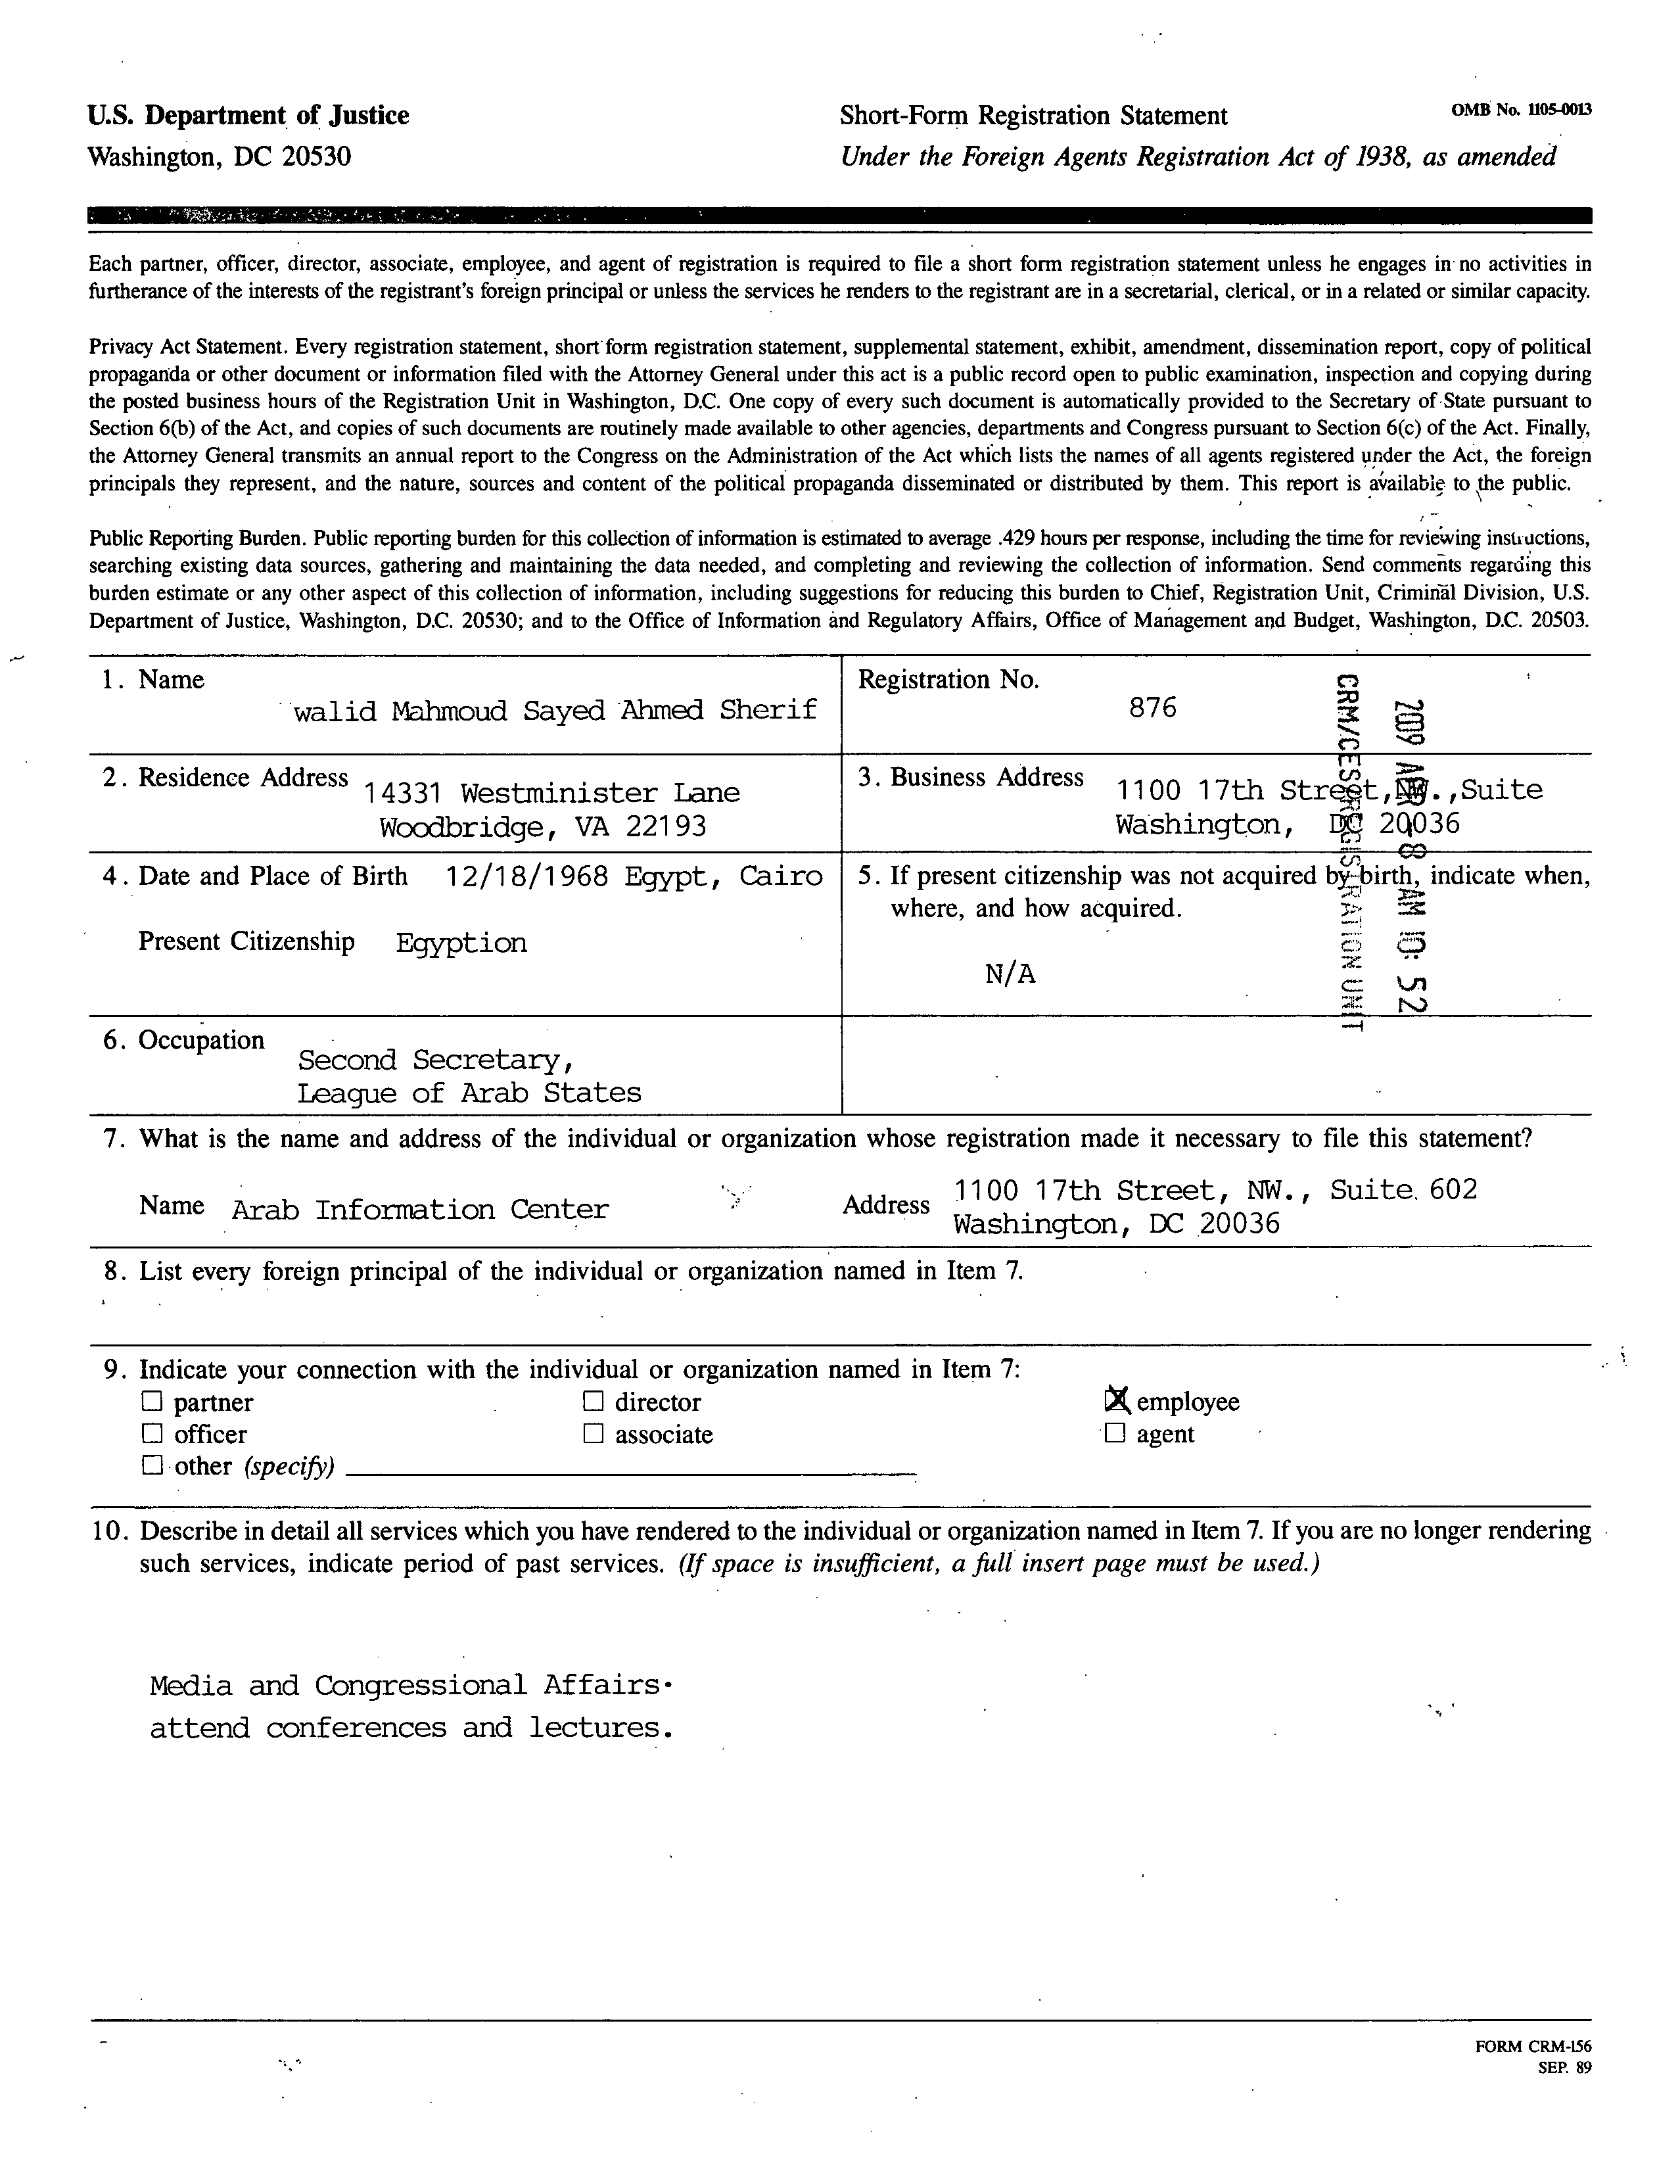 U.S. Department of Justice
Washington, DC 20530
Short-Form Registration Statement
OMB No. 1105-0013
Under the Foreign Agents Registration Act of 1938, as amended
Each partner, officer, director, associate, employee, and agent of registration is required to file a short form registration statement unless he engages in no activities in
furtherance of the interests of the registrant's foreign principal or unless the services he renders to the registrant are in a secretarial, clerical, or in a related or similar capacity.
Privacy Act Statement. Every registration statement, short form registration statement, supplemental statement, exhibit, amendment, dissemination report, copy of political
propaganda or other document or information filed with the Attorney General under this act is a public record open to public examination, inspection and copying during
the posted business hours of the Registration Unit in Washington, D.C. One copy of every such document is automatically provided to the Secretary of State pursuant to
Section 6(b) of the Act, and copies of such documents are routinely made available to other agencies, departments and Congress pursuant to Section 6(c) of the Act. Finally,
the Attorney General transmits an annual report to the Congress on the Administration of the Act which lists the names of all agents registered under the Act, the foreign
principals they represent, and the nature, sources and content of the political propaganda disseminated or distributed by them. This report is available to the public.
Public Reporting Burden. Public reporting burden for this collection of information is estimated to average .429 hours per response, including the time for reviewing instructions,
searching existing data sources, gathering and maintaining the data needed, and completing and reviewing the collection of information. Send comments regarding this
burden estimate or any other aspect of this collection of information, including suggestions for reducing this burden to Chief, Registration Unit, Criminal Division, U.S.
Department of Justice, Washington, D.C. 20530; and to the Office of Information and Regulatory Affairs, Office of Management and Budget, Washington, D.C. 20503.
1. Name
walid Mahmoud Sayed Ahmed Sherif
Registration No.
876
2. Residence Address
14331 Westminister Lane
Woodbridge, VA 22193
3. Business Address
1100 17th Street, NW., Suite
Washington, DC 20036
4. Date and Place of Birth 12/18/1968 Egypt, Cairo
Present Citizenship Egyption
5. If present citizenship was not acquired by birth, indicate when,
where, and how acquired.
N/A
CRM/CES REGISTRATION UNIT
8 AM 10: 52
6. Occupation
Second Secretary,
League of Arab States
7. What is the name and address of the individual or organization whose registration made it necessary to file this statement?
Name Arab Information Center
Address 1100 17th Street, NW., Suite. 602
Washington, DC 20036
8. List every foreign principal of the individual or organization named in Item 7.
9. Indicate your connection with the individual or organization named in Item 7:
partner
director
employee
officer
associate
agent
other (specify)
10. Describe in detail all services which you have rendered to the individual or organization named in Item 7. If you are no longer rendering
such services, indicate period of past services. (If space is insufficient, a full insert page must be used.)
Media and Congressional Affairs.
attend conferences and lectures.
FORM CRM-156
SEP. 89